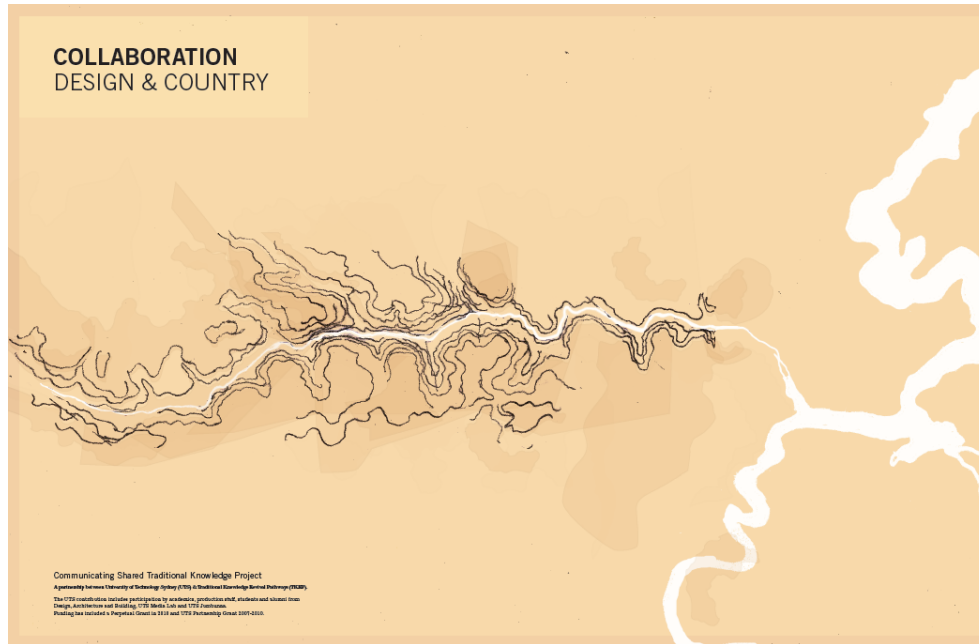 COLLABORATION
DESIGN & COUNTRY
Communicating Shared Traditional Knowledge Project
A partnership between University of Technology Sydney (UTS) & Traditional Knowledge Revival Pathways (TKRP).
The UTS contribution includes participation by academics, production staff, students and alumni from
Design, Architecture and Building, UTS Media Lab and UTS
Funding has included a Perpetual Grant in 2010 and UTS Partnership Grant 2007-2010.